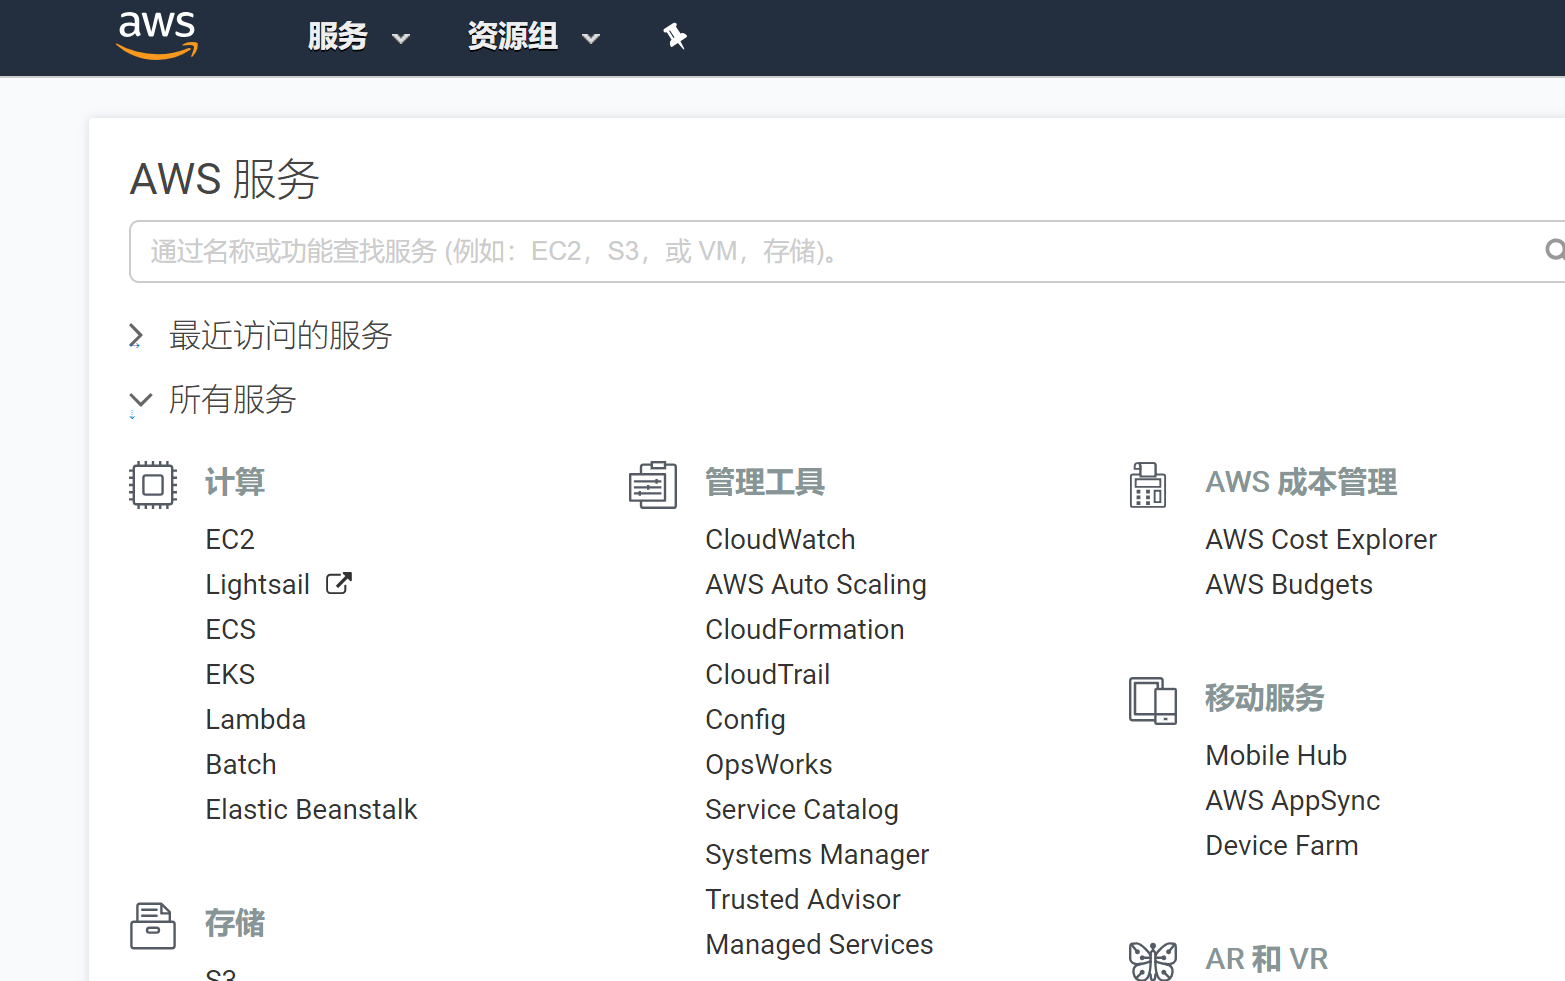 aws
服务
资源组
AWS 服务
通过名称或功能查找服务 (例如：EC2，S3，或 VM，存储)。
最近访问的服务
所有服务
计算
EC2
Lightsail
ECS
EKS
Lambda
Batch
Elastic Beanstalk
存储
S3
管理工具
CloudWatch
AWS Auto Scaling
CloudFormation
CloudTrail
Config
OpsWorks
Service Catalog
Systems Manager
Trusted Advisor
Managed Services
AWS 成本管理
AWS Cost Explorer
AWS Budgets
移动服务
Mobile Hub
AWS AppSync
Device Farm
AR 和 VR